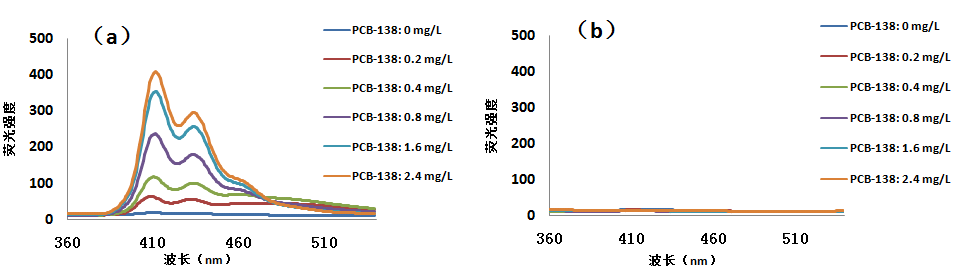 (a)
500
400
300
200
100
0
荧光强度
360 410 460 510
波长（nm）
PCB-138: 0 mg/L
PCB-138: 0.2 mg/L
PCB-138: 0.4 mg/L
PCB-138: 0.8 mg/L
PCB-138: 1.6 mg/L
PCB-138: 2.4 mg/L
(b)
500
400
300
200
100
0
荧光强度
360 410 460 510
波长（nm）
PCB-138: 0 mg/L
PCB-138: 0.2 mg/L
PCB-138: 0.4 mg/L
PCB-138: 0.8 mg/L
PCB-138: 1.6 mg/L
PCB-138: 2.4 mg/L